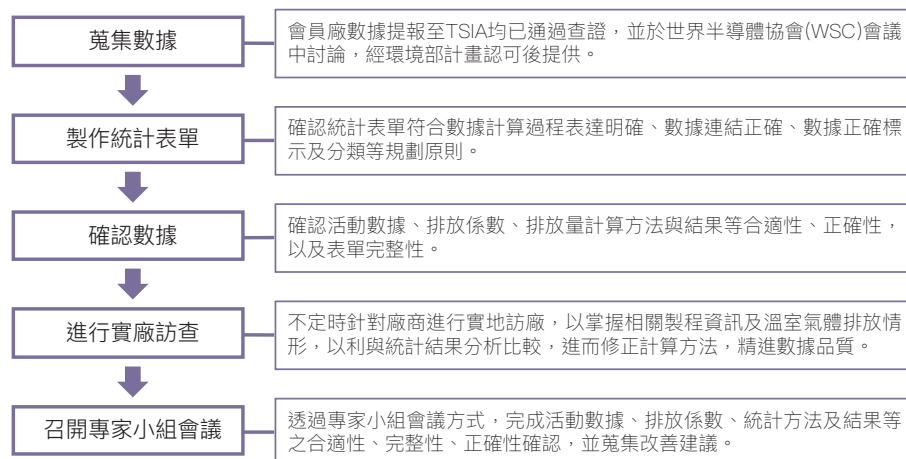 蒐集數據
會員廠數據提報至TSIA均已通過查證，並於世界半導體協會(WSC)會議
中討論，經環境部計畫認可後提供。
製作統計表單
確認統計表單符合數據計算過程表達明確、數據連結正確、數據正確標
示及分類等規劃原則。
確認數據
確認活動數據、排放係數、排放量計算方法與結果等合適性、正確性，
以及表單完整性。
進行實廠訪查
不定時針對廠商進行實地訪廠，以掌握相關製程資訊及溫室氣體排放情
形，以利與統計結果分析比較，進而修正計算方法，精進數據品質。
召開專家小組會議
透過專家小組會議方式，完成活動數據、排放係數、統計方法及結果等
之合適性、完整性、正確性確認，並蒐集改善建議。